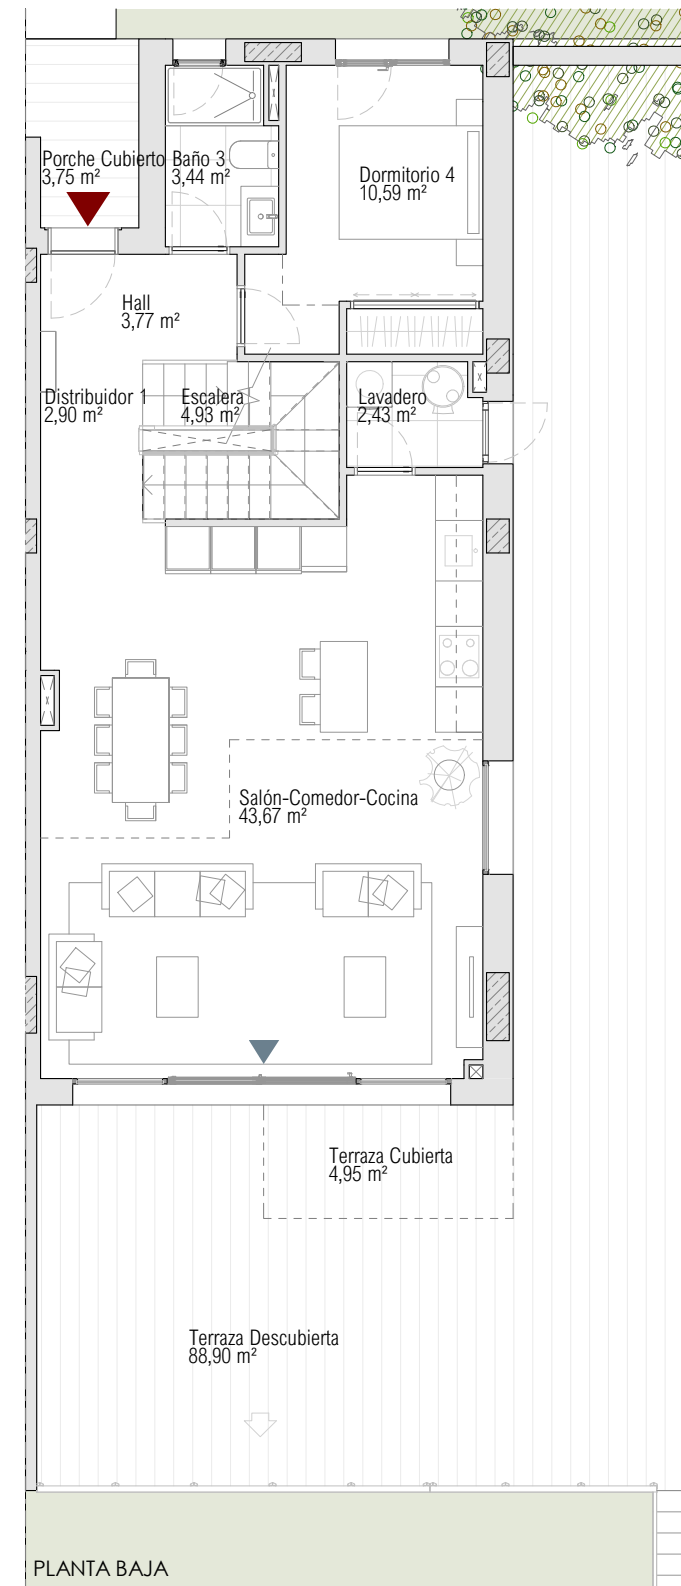 Porche Cubierto
3,75 m²
Baño 3
3,44 m²
Dormitorio 4
10,59 m²
Hall
3,77 m²
Distribuidor 1
2,90 m²
Escalera
4,93 m²
Lavadero
2,43 m²
Salón-Comedor-Cocina
43,67 m²
Terraza Cubierta
4,95 m²
Terraza Descubierta
88,90 m²
PLANTA BAJA